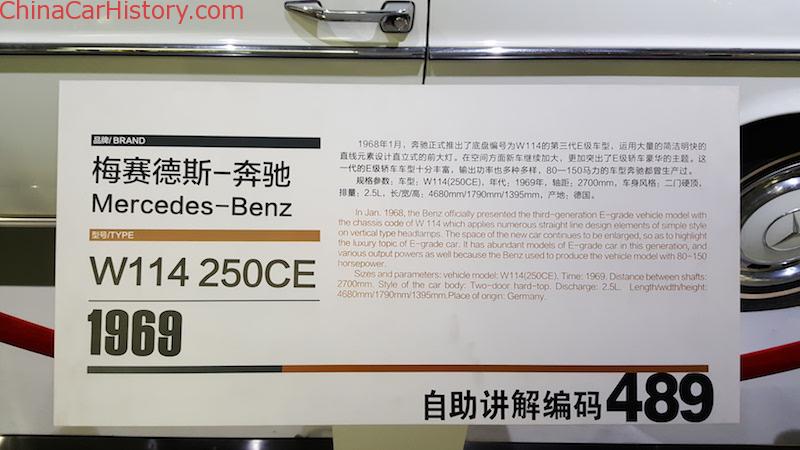 ChinaCarHistory.com
品牌/ BRAND
梅赛德斯-奔驰
Mercedes-Benz
型号/TYPE
W114 250CE
1969
1968年1月，奔驰正式推出了底盘编号为W114的第三代E级车型，运用大量的简洁明快的
直线元素设计直立式的前大灯。在空间方面新车继续加大，更加突出了E级轿车豪华的主题。这
一代的E级轿车车型十分丰富，输出功率也多种多样，80—150马力的车型奔驰都曾生产过。
规格参数：车型：W114(250CE)，年代：1969年，轴距：2700mm，车身风格：二门硬顶，
排量：2.5L，长/宽/高：4680mm/1790mm/1395mm，产地：德国。
In Jan. 1968, the Benz officially presented the third-generation E-grade vehicle model with
the chassis code of W 114 which applies numerous straight line design elements of simple style
on vertical type headlamps. The space of the new car continues to be enlarged, so as to highlight
the luxury topic of E-grade car. It has abundant models of E-grade car in this generation, and
various output powers as well because the Benz used to produce the vehicle model with 80-150
horsepower.
Sizes and parameters: vehicle model: W114(250CE). Time: 1969. Distance between shafts:
2700mm. Style of the car body: Two-door hard-top. Discharge: 2.5L. Length/width/height:
4680mm/1790mm/1395mm.Place of origin: Germany.
自助讲解编码489